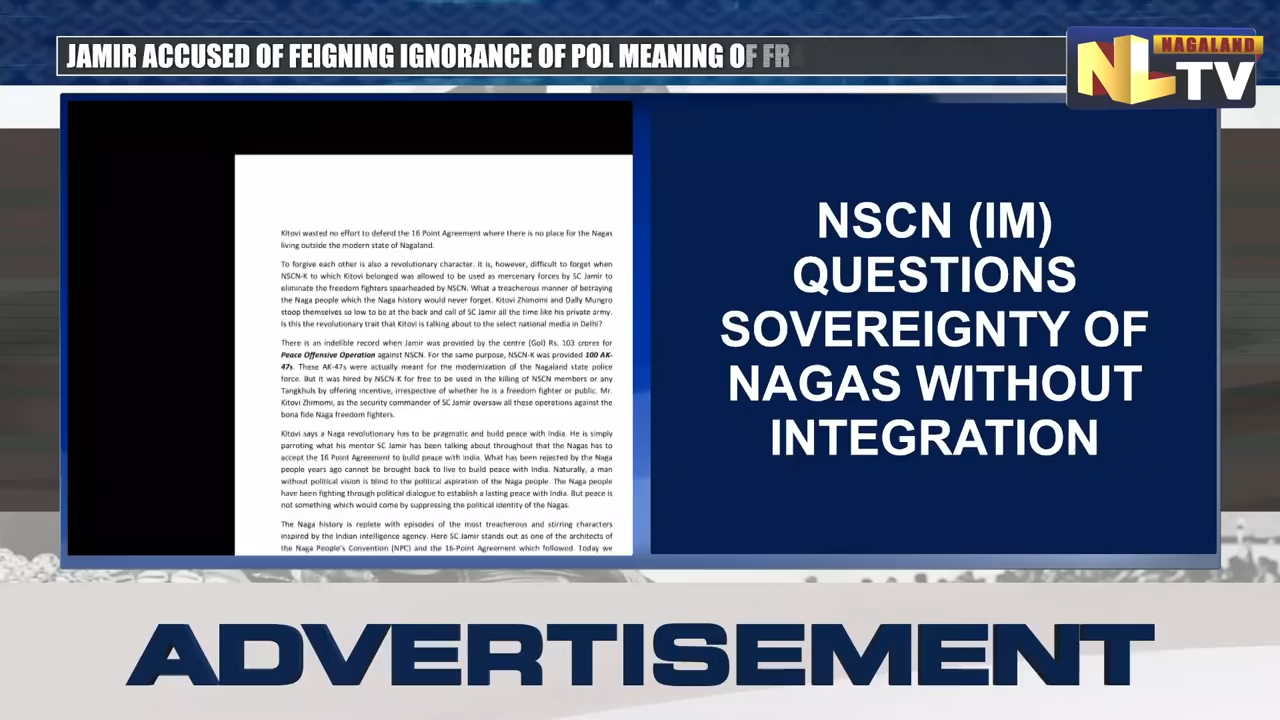 JAMIR ACCUSED OF FEIGNING IGNORANCE OF POL MEANING OF FR
NAGALAND
NLTV
Kitovi wasted no effort to defend the 16 Point Agreement where there is no place for the Nagas
living outside the modern state of Nagaland.
To forgive each other is also a revolutionary character. It is, however, difficult to forget when
NSCN-K to which Kitovi belonged was allowed to be used as mercenary forces by SC Jamir to
eliminate the freedom fighters spearheaded by NSCN. What a treacherous manner of betraying
the Naga people which the Naga history would never forget. Kitovi Zhimomi and Dally Mungro
stoop themselves so low to be at the back and call of SC Jamir all the time like his private army.
Is this the revolutionary trait that Kitovi is talking about to the select national media in Delhi?
There is an indelible record when Jamir was provided by the centre (GoI) Rs. 103 crores for
Peace Offensive Operation against NSCN. For the same purpose, NSCN-K was provided 100 AK-
47s. These AK-47s were actually meant for the modernization of the Nagaland state police
force. But it was hired by NSCN-K for free to be used in the killing of NSCN members or any
Tangkhuls by offering incentive, irrespective of whether he is a freedom fighter or public. Mr.
Kitovi Zhimomi, as the security commander of SC Jamir oversaw all these operations against the
bona fide Naga freedom fighters.
Kitovi says a Naga revolutionary has to be pragmatic and build peace with India. He is simply
parroting what his mentor SC Jamir has been talking about throughout that the Nagas has to
accept the 16 Point Agreement to build peace with India. What has been rejected by the Naga
people years ago cannot be brought back to live to build peace with India. Naturally, a man
without political vision is blind to the political aspiration of the Naga people. The Naga people
have been fighting through political dialogue to establish a lasting peace with India. But peace is
not something which would come by suppressing the political identity of the Nagas.
The Naga history is replete with episodes of the most treacherous and stirring characters
inspired by the Indian intelligence agency. Here SC Jamir stands out as one of the architects of
the Naga People's Convention (NPC) and the 16-Point Agreement which followed. Today we
NSCN (IM)
QUESTIONS
SOVEREIGNTY OF
NAGAS WITHOUT
INTEGRATION
ADVERTISEMENT